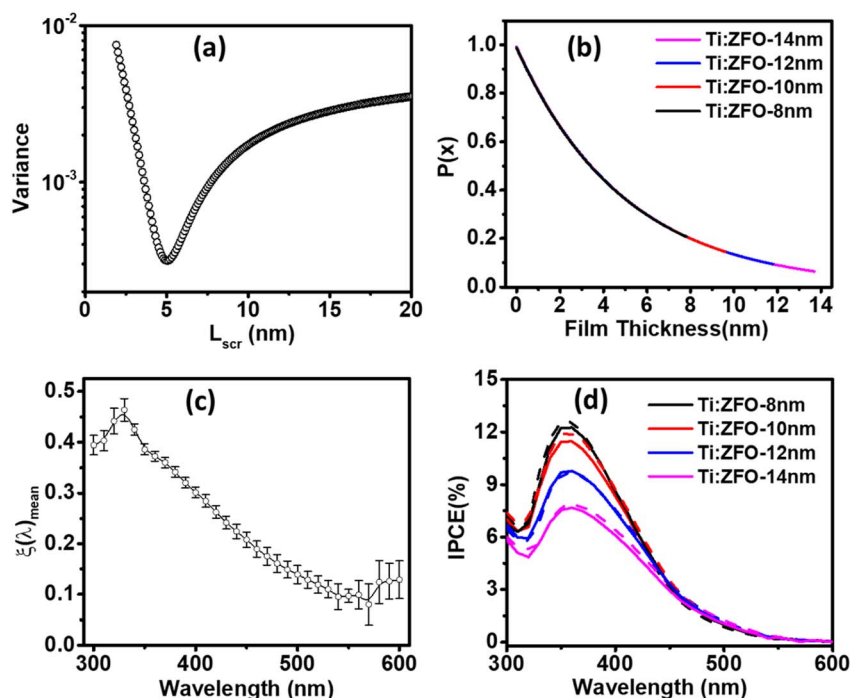 (a)
10^-2
10^-3
Variance
0 5 10 15 20
L_scr (nm)
(b)
Ti:ZFO-14nm
Ti:ZFO-12nm
Ti:ZFO-10nm
Ti:ZFO-8nm
1.0
0.8
0.6
0.4
0.2
0.0
P(x)
0 2 4 6 8 10 12 14
Film Thickness(nm)
(c)
0.5
0.4
0.3
0.2
0.1
0.0
ξ(λ)mean
300 400 500 600
Wavelength (nm)
(d)
Ti:ZFO-8nm
Ti:ZFO-10nm
Ti:ZFO-12nm
Ti:ZFO-14nm
15
12
9
6
3
0
IPCE(%)
300 400 500 600
Wavelength (nm)